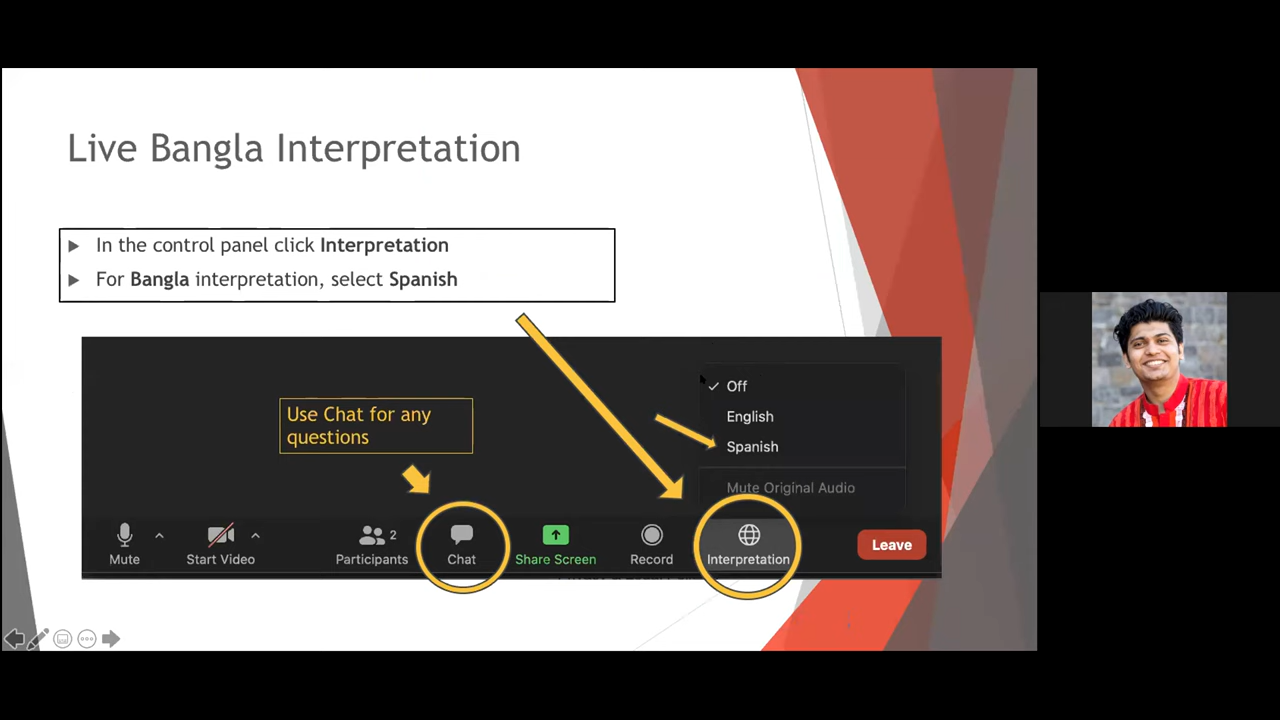 Live Bangla Interpretation
In the control panel click Interpretation
For Bangla interpretation, select Spanish
Use Chat for any
questions
Off
English
Spanish
Mute Original Audio
Mute
Start Video
Participants
2
Chat
Share Screen
Record
Interpretation
Leave